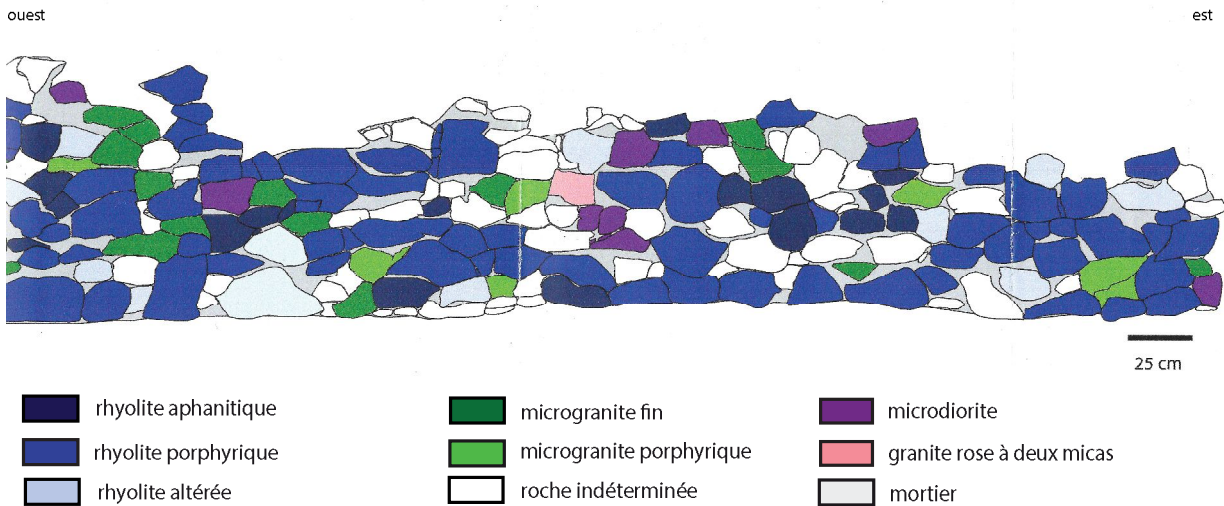 ouest
est
25 cm
rhyolite aphanitique
rhyolite porphyrique
rhyolite altérée
microgranite fin
microgranite porphyrique
roche indéterminée
microdiorite
granite rose à deux micas
mortier